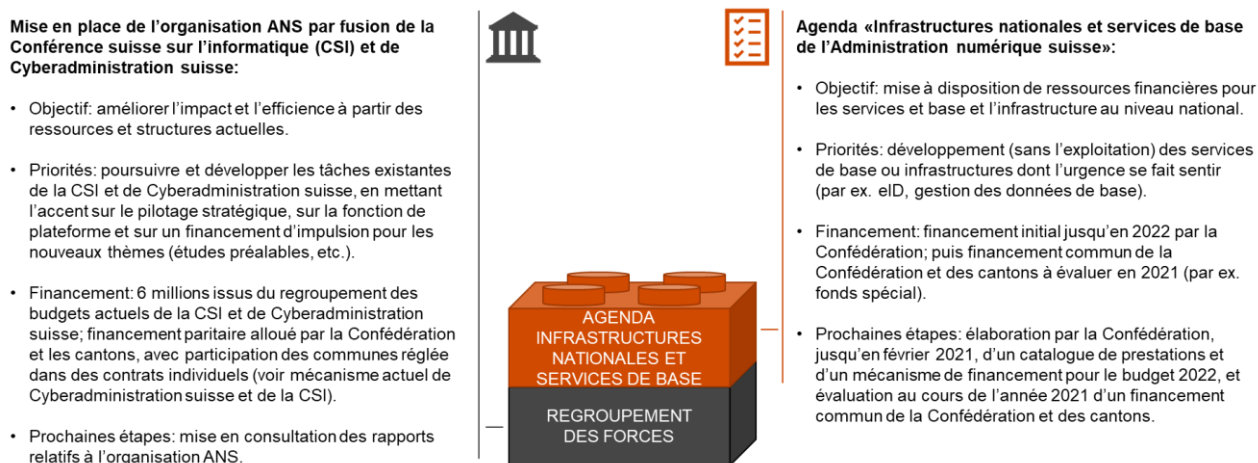 Mise en place de l'organisation ANS par fusion de la
Conférence suisse sur l'informatique (CSI) et de
Cyberadministration suisse:
• Objectif: améliorer l'impact et l'efficience à partir des
ressources et structures actuelles.
• Priorités: poursuivre et développer les tâches existantes
de la CSI et de Cyberadministration suisse, en mettant
l'accent sur le pilotage stratégique, sur la fonction de
plateforme et sur un financement d'impulsion pour les
nouveaux thèmes (études préalables, etc.).
• Financement: 6 millions issus du regroupement des
budgets actuels de la CSI et de Cyberadministration
suisse; financement paritaire alloué par la Confédération
et les cantons, avec participation des communes réglée
dans des contrats individuels (voir mécanisme actuel de
Cyberadministration suisse et de la CSI).
• Prochaines étapes: mise en consultation des rapports
relatifs à l'organisation ANS.
AGENDA
INFRASTRUCTURES
NATIONALES ET
SERVICES DE BASE
REGROUPEMENT
DES FORCES
Agenda «Infrastructures nationales et services de base
de l'Administration numérique suisse»:
• Objectif: mise à disposition de ressources financières pour
les services et base et l'infrastructure au niveau national.
• Priorités: développement (sans l'exploitation) des services
de base ou infrastructures dont l'urgence se fait sentir
(par ex. eID, gestion des données de base).
• Financement: financement initial jusqu'en 2022 par la
Confédération; puis financement commun de la
Confédération et des cantons à évaluer en 2021 (par ex.
fonds spécial).
• Prochaines étapes: élaboration par la Confédération,
jusqu'en février 2021, d'un catalogue de prestations et
d'un mécanisme de financement pour le budget 2022, et
évaluation au cours de l'année 2021 d'un financement
commun de la Confédération et des cantons.